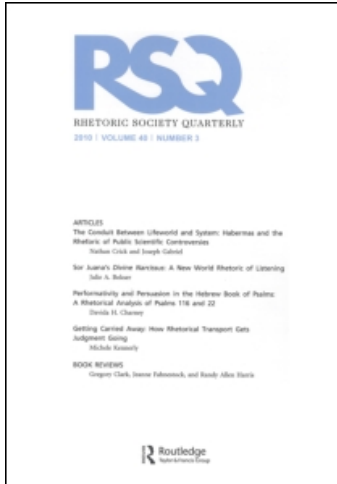 RSQ
RHETORIC SOCIETY QUARTERLY
2010 | VOLUME 40 | NUMBER 3
ARTICLES
The Conduit Between Lifeworld and System: Habermas and the
Rhetoric of Public Scientific Controversies
Nathan Crick and Joseph Gabriel
Sor Juana's Divine Narcissus: A New World Rhetoric of Listening
Julie A. Bokser
Performativity and Persuasion in the Hebrew Book of Psalms:
A Rhetorical Analysis of Psalms 116 and 22
Davida H. Charney
Getting Carried Away: How Rhetorical Transport Gets
Judgment Going
Michele Kennerly
BOOK REVIEWS
Gregory Clark, Jeanne Fahnestock, and Randy Allen Harris
Routledge
Taylor & Francis Group